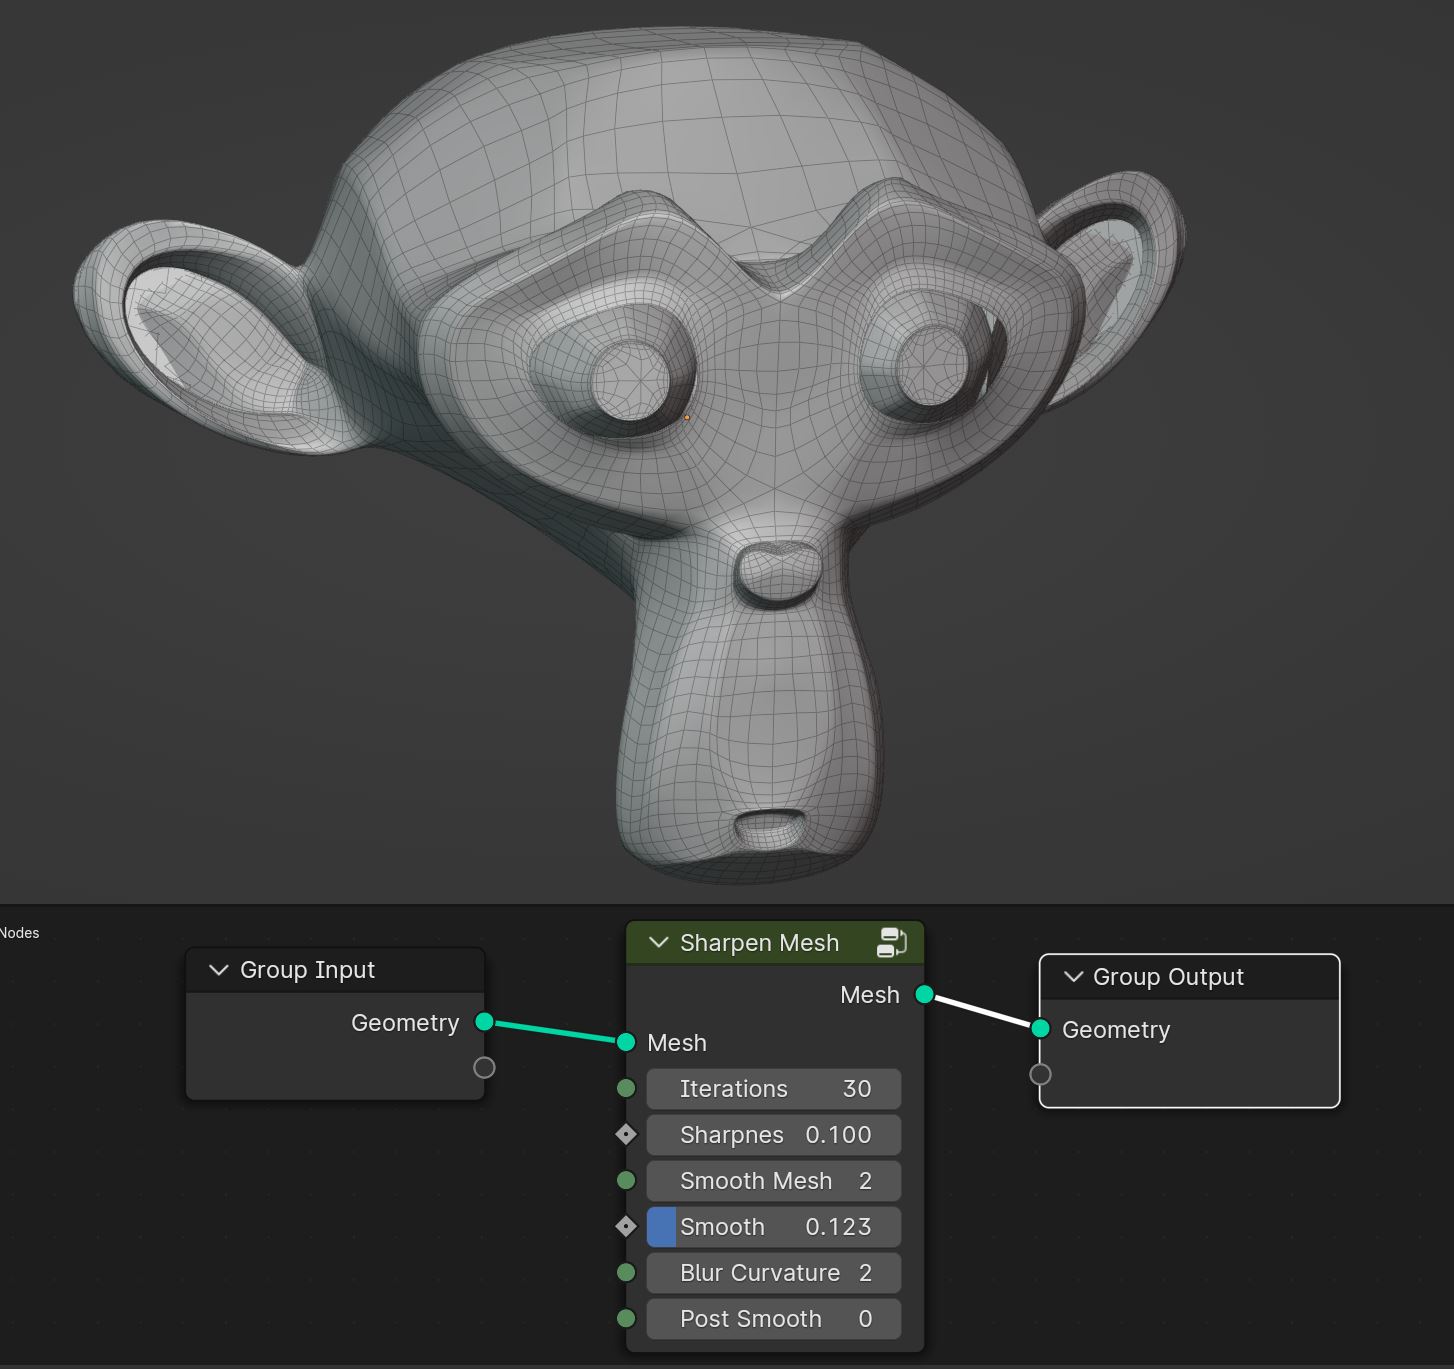 Nodes
Group Input
Geometry
Sharpen Mesh
Mesh
Mesh
Iterations 30
Sharpnes 0.100
Smooth Mesh 2
Smooth 0.123
Blur Curvature 2
Post Smooth 0
Group Output
Geometry